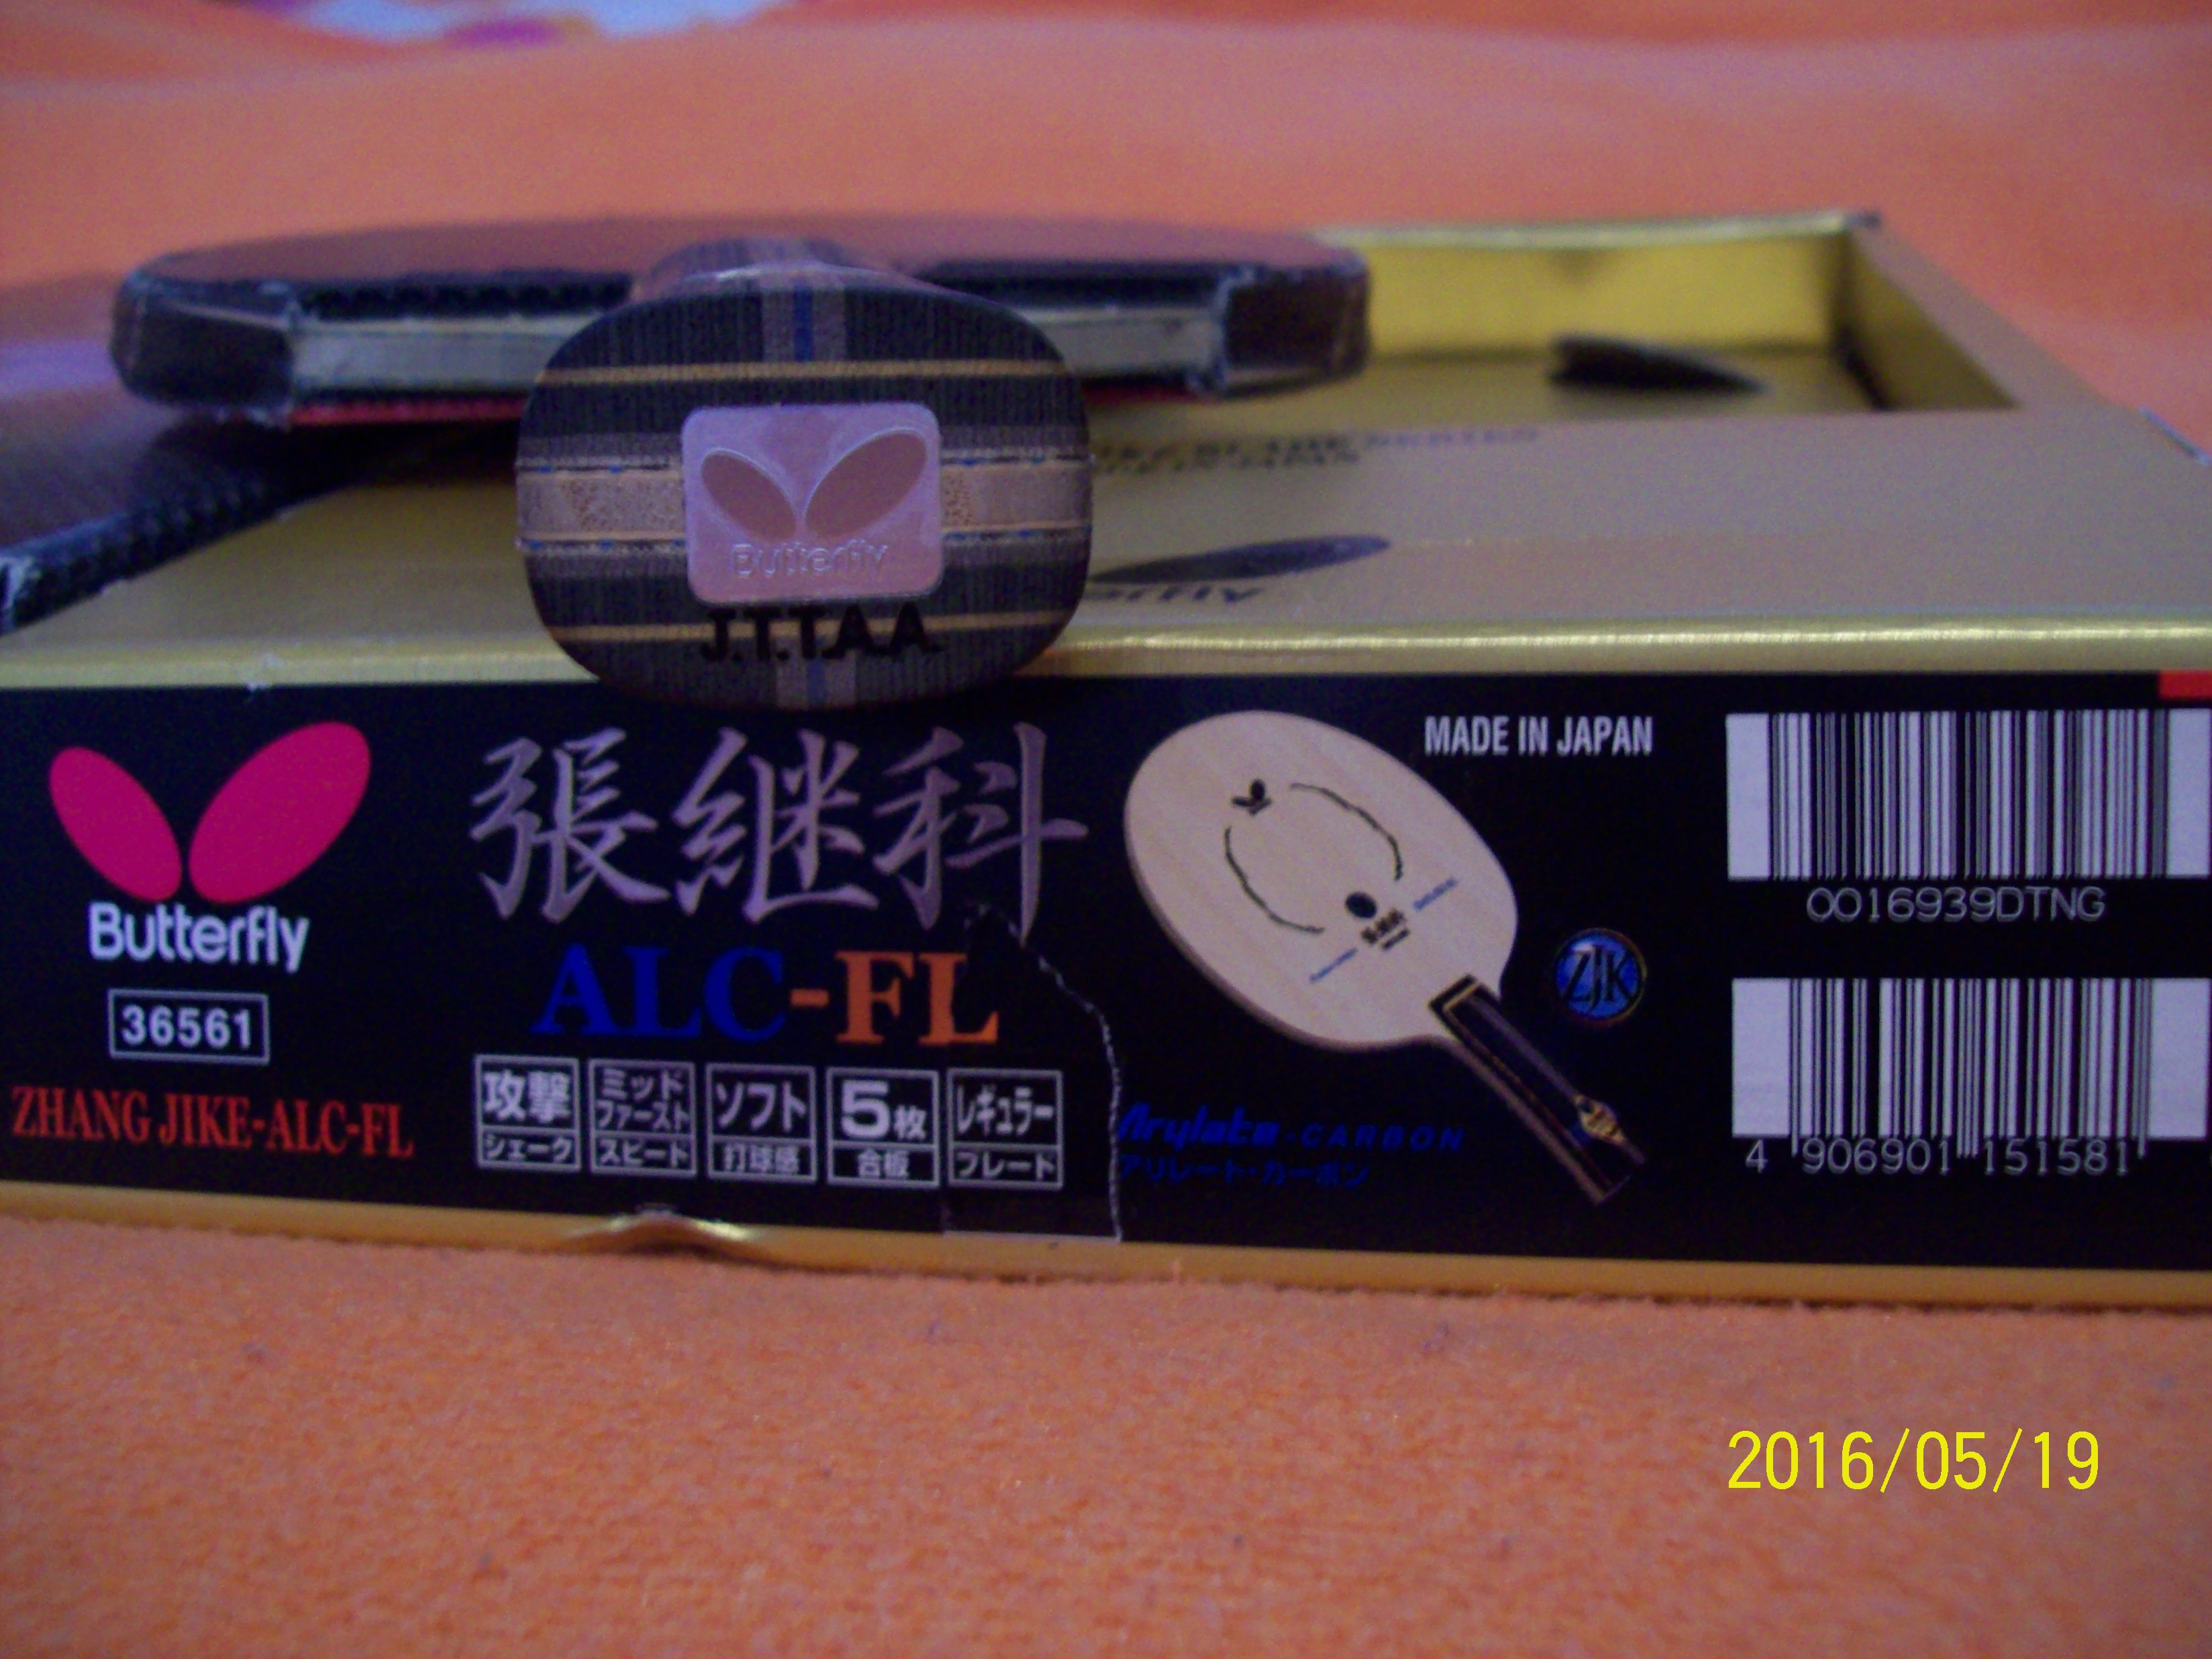 MADE IN JAPAN
Butterfly
J.T.T.A.A.
Butterfly
36561
ZHANG JIKE-ALC-FL
張継科
ALC-FL
攻撃
シェーク
ミッド
ファースト
スピード
ソフト
打球感
5枚
合板
レギュラー
ブレード
MADE IN JAPAN
ZJK
Arylate-CARBON
アリレート・カーボン
0016939DTNG
4 906901 151581
2016/05/19